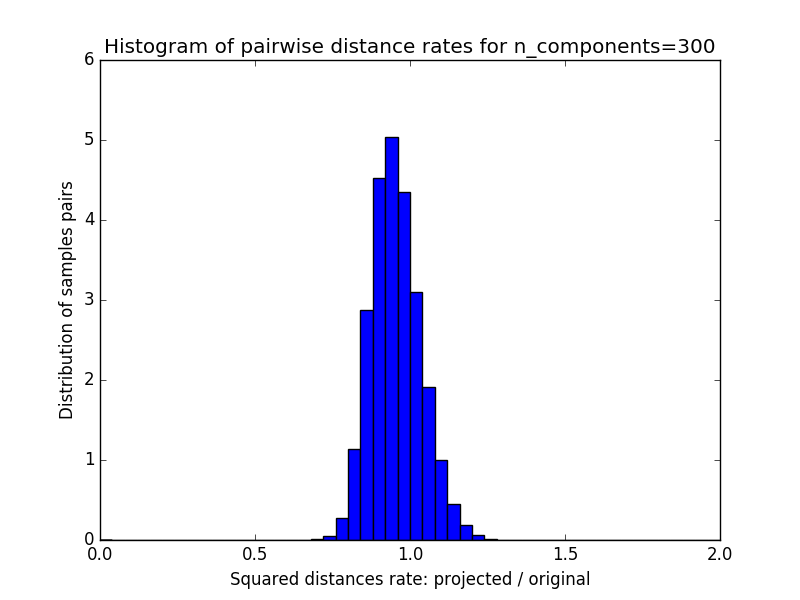 Histogram of pairwise distance rates for n_components=300
6
5
4
3
2
1
0
Distribution of samples pairs
0.0 0.5 1.0 1.5 2.0
Squared distances rate: projected / original